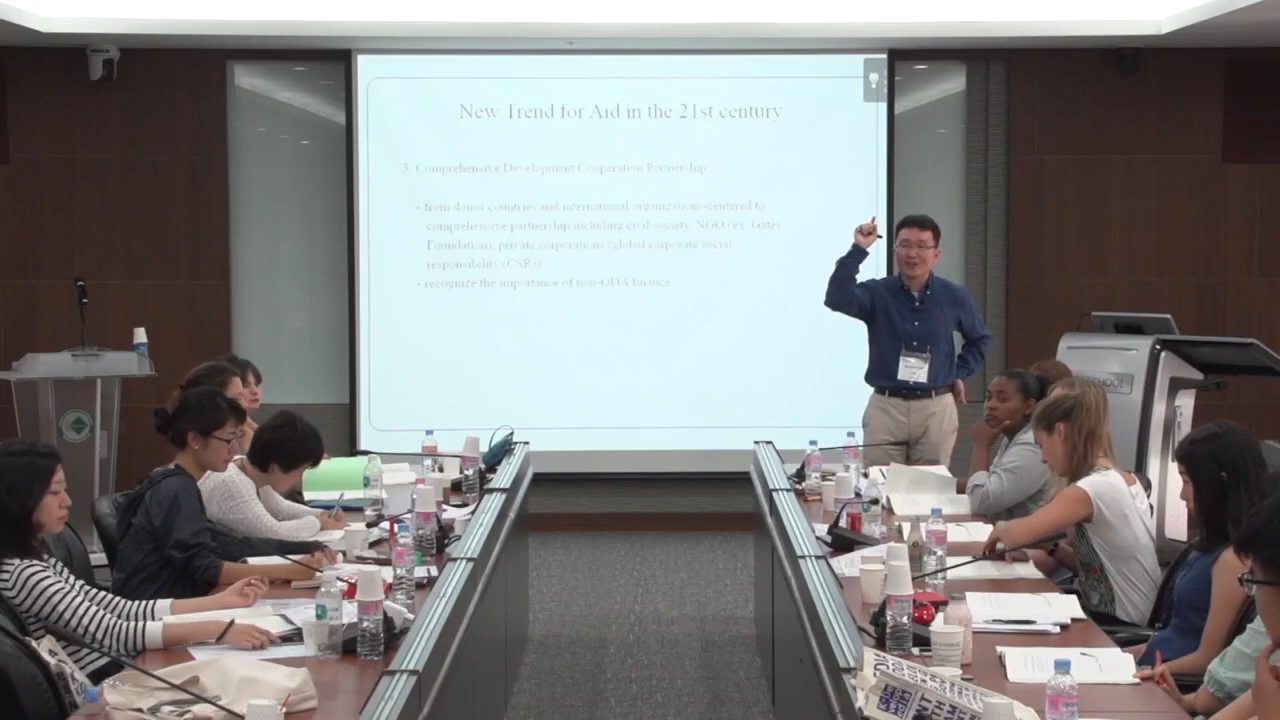 New Trend for Aid in the 21st century
3. Comprehensive Development Cooperation Partnership
- from donor countries and international organizations-centered to
comprehensive partnership including civil society, NGO (ex. Gates
Foundation), private corporations (global corporate social
responsibility (CSR))
- recognize the importance of non-ODA finance
SCHOOL